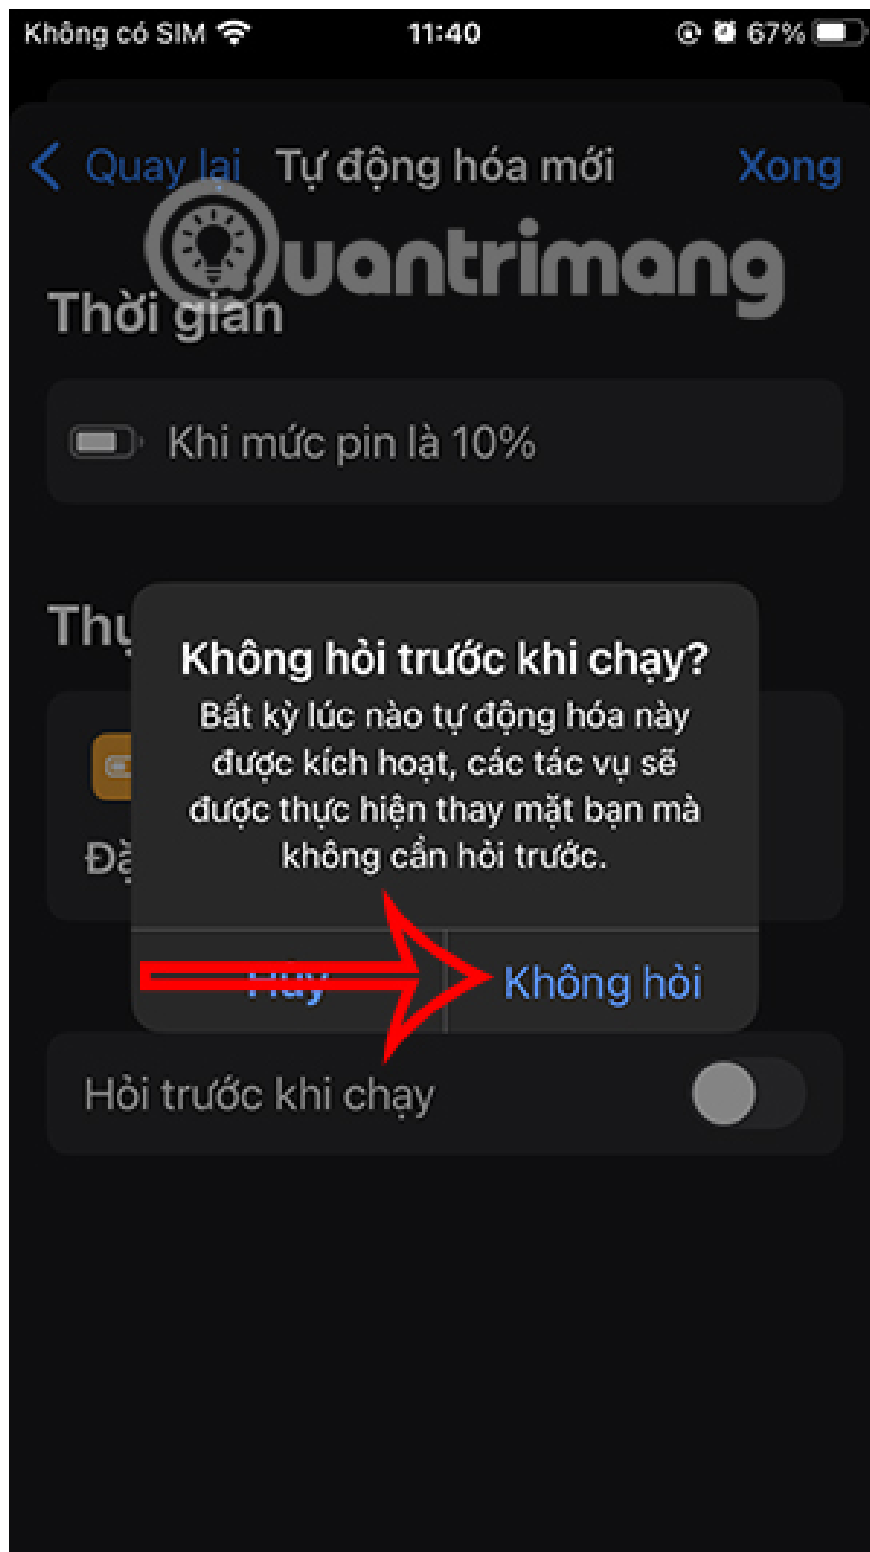 Không có SIM 11:40 67%
Quay lại Tự động hóa mới Xong
Quantrimang
Thời gian
Khi mức pin là 10%
Không hỏi trước khi chạy?
Bất kỳ lúc nào tự động hóa này
được kích hoạt, các tác vụ sẽ
được thực hiện thay mặt bạn mà
không cần hỏi trước.
Hủy Không hỏi
Hỏi trước khi chạy